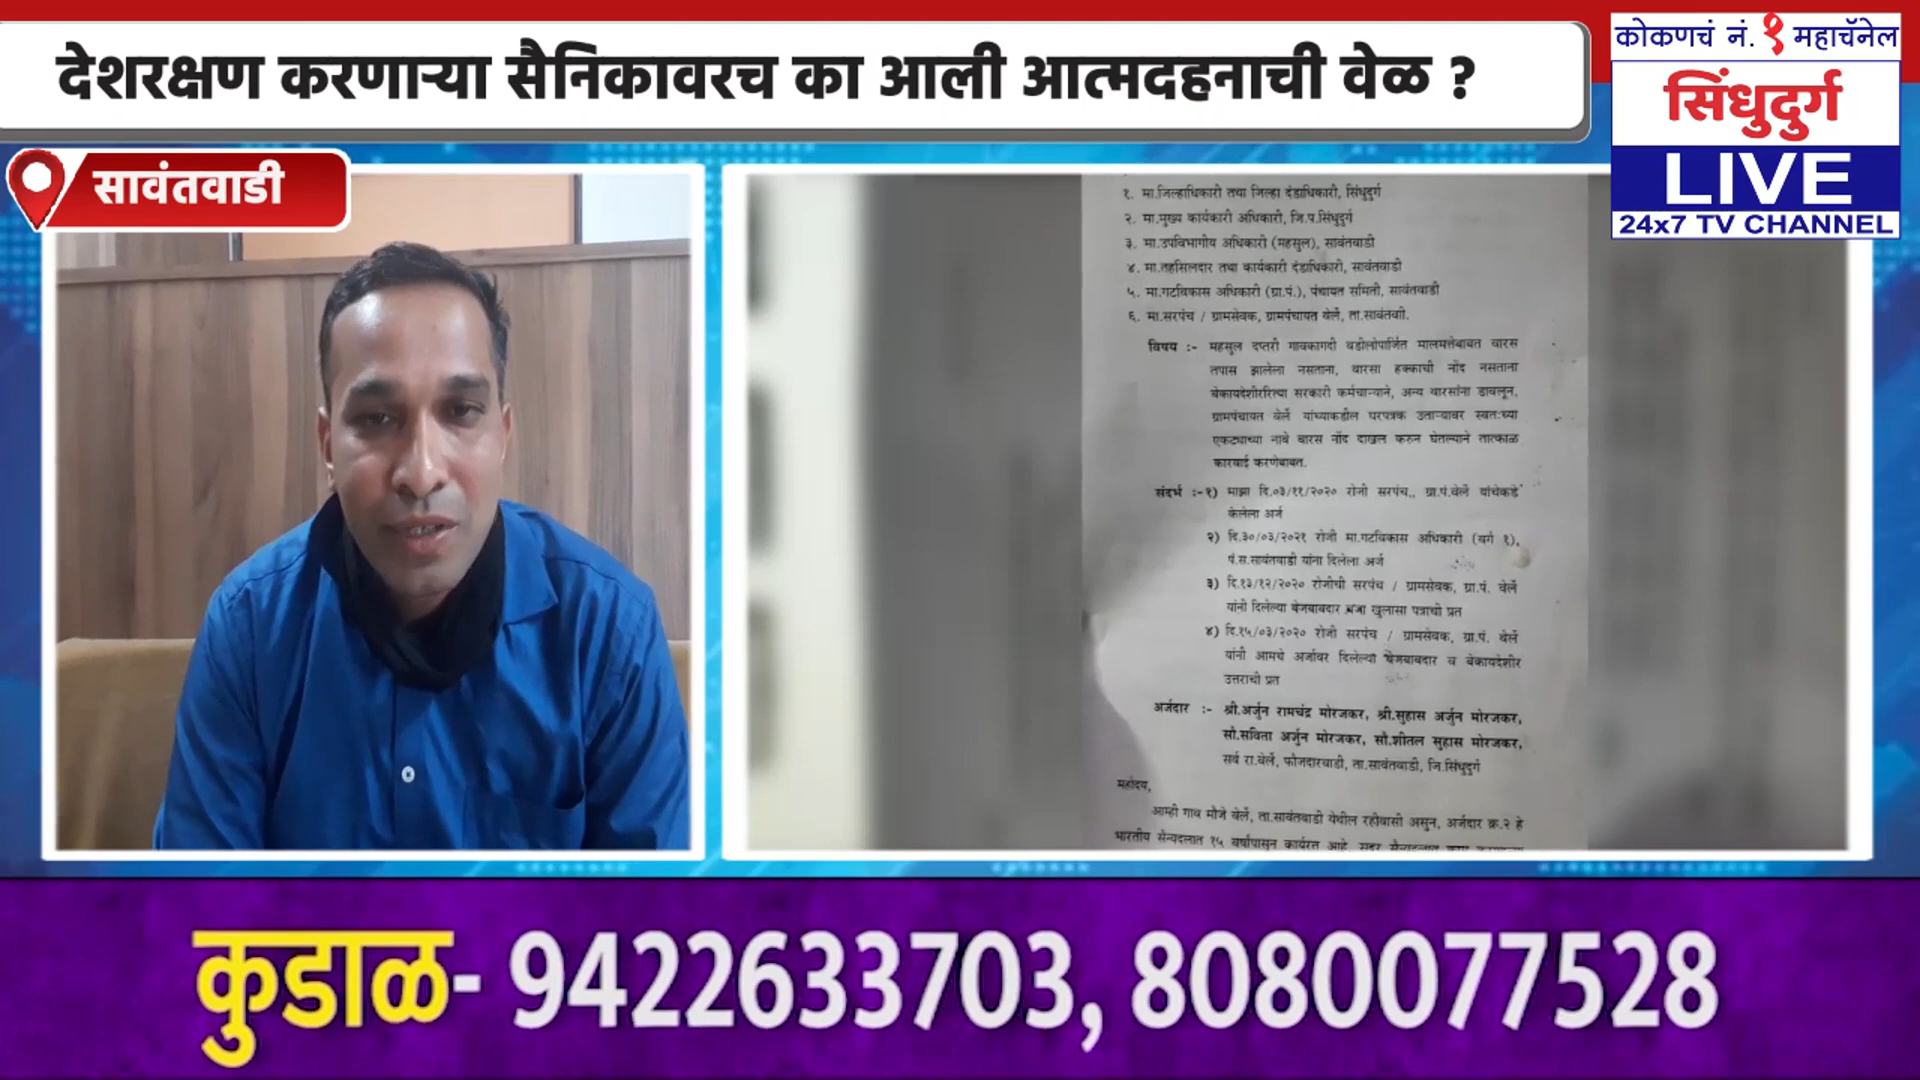 देशरक्षण करणाऱ्या सैनिकावरच का आली आत्मदहनाची वेळ ?
कोकणचं नं. १ महाचॅनेल
सिंधुदुर्ग
LIVE
24x7 TV CHANNEL
सावंतवाडी
१. मा.जिल्हाधिकारी तथा जिल्हा दंडाधिकारी, सिंधुदुर्ग
२. मा.मुख्य कार्यकारी अधिकारी, जि.प.सिंधुदुर्ग
३. मा.उपविभागीय अधिकारी (महसुल), सावंतवाडी
४. मा.तहसिलदार तथा कार्यकारी दंडाधिकारी, सावंतवाडी
५. मा.गटविकास अधिकारी (ग्रा.पं.), पंचायत समिती, सावंतवाडी
६. मा.सरपंच / ग्रामसेवक, ग्रामपंचायत वेर्ले, ता.सावंतवाी.
विषय :- महसुल दप्तरी गावकागदी वडीलोपार्जित मालमत्तेबाबत वारस
तपास झालेला नसताना, वारसा हक्काची नोंद नसताना
बेकायदेशीररित्या सरकारी कर्मचाऱ्याने, अन्य वारसांना डावलून,
ग्रामपंचायत वेर्ले यांच्याकडील घरपत्रक उताऱ्यावर स्वतःच्या
एकट्याच्या नावे वारस नोंद दाखल करुन घेतल्याने तात्काळ
कारवाई करणेबाबत.
संदर्भ :-१) माझा दि.०३/११/२०२० रोजी सरपंच,, ग्रा.पं.वेर्ले यांचेकडे
केलेला अर्ज
२) दि.३०/०३/२०२१ रोजी मा.गटविकास अधिकारी (वर्ग १),
पं.स.सावंतवाडी यांना दिलेला अर्ज
३) दि.१३/१२/२०२० रोजीची सरपंच / ग्रामसेवक, ग्रा.पं. वेर्ले
यांनी दिलेल्या बेजबाबदार खुलासा पत्राची प्रत
४) दि.१५/०३/२०२० रोजी सरपंच / ग्रामसेवक, ग्रा.पं. वेर्ले
यांनी आमचे अर्जावर दिलेल्या बेजबाबदार व बेकायदेशीर
उत्तराची प्रत
अर्जदार :- श्री.अर्जुन रामचंद्र मोरजकर, श्री.सुहास अर्जुन मोरजकर,
सौ.सविता अर्जुन मोरजकर, सौ.शीतल सुहास मोरजकर,
सर्व रा.वेर्ले, फौजदारवाडी, ता.सावंतवाडी, जि.सिंधुदुर्ग
महोदय,
आम्ही गाव मौजे वेर्ले, ता.सावंतवाडी येथील रहीवासी असुन, अर्जदार क्र.२ हे
भारतीय सैन्यदलात १५ वर्षांपासून कार्यरत आहे.
कुडाळ- 9422633703, 8080077528